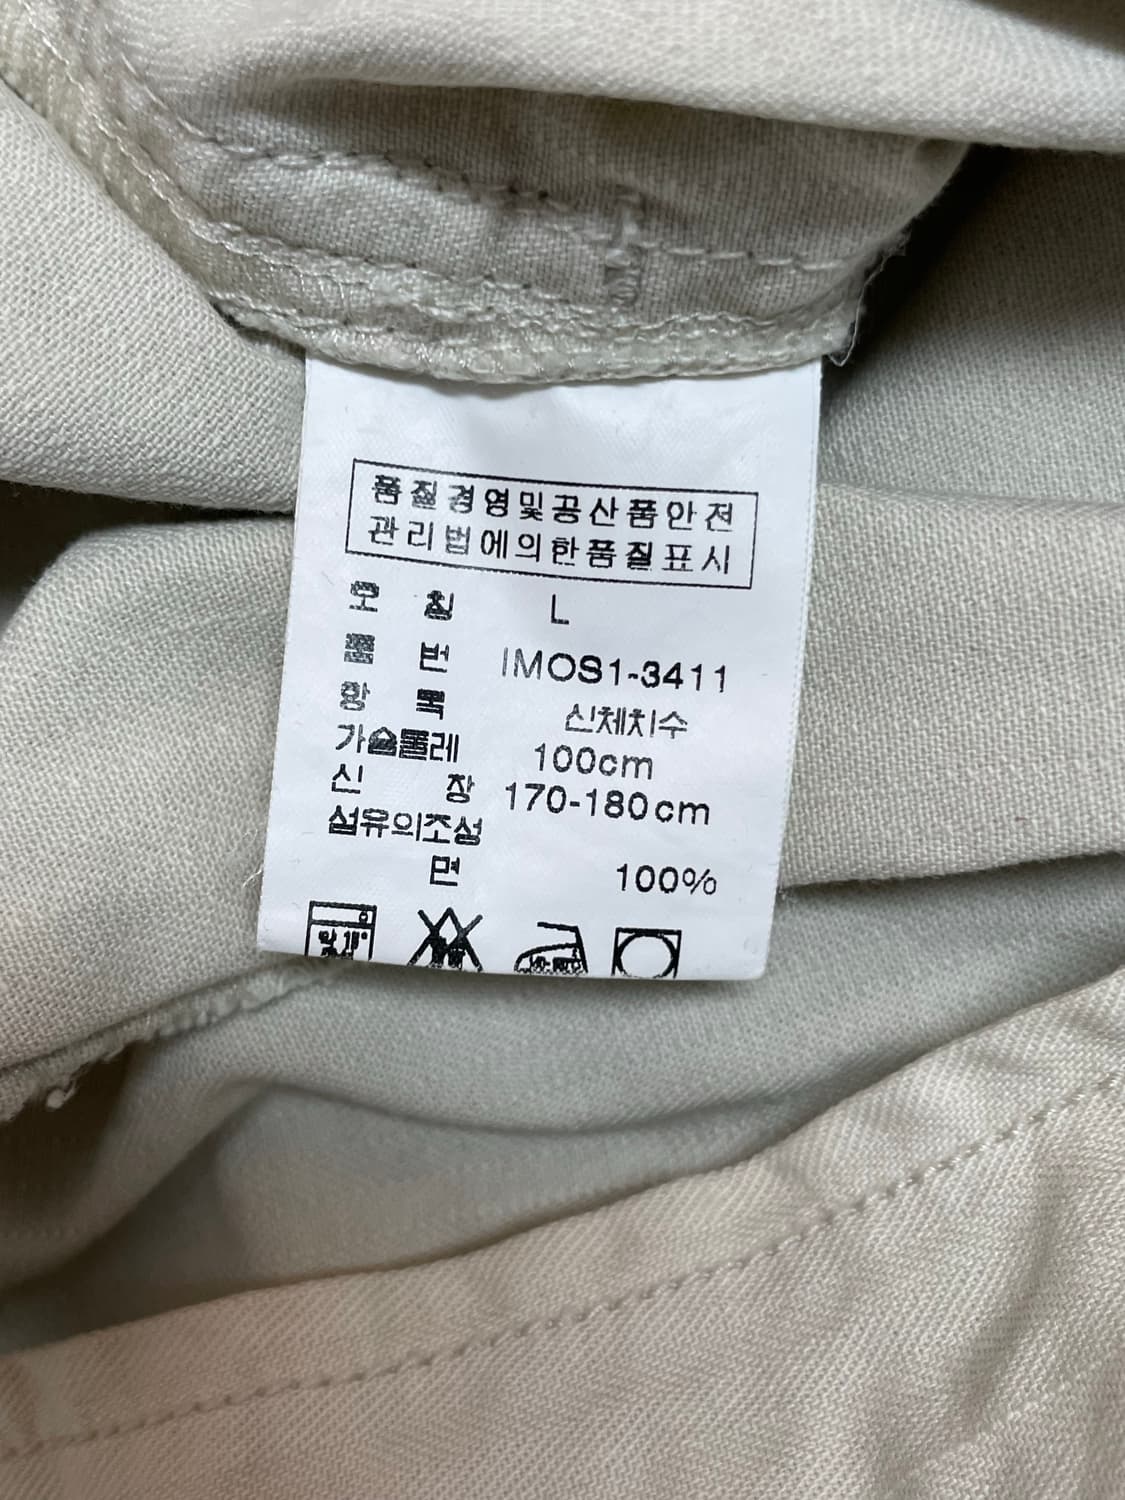 품질경영및공산품안전
관리법에의한품질표시
호 칭 L
품 번 IMOS1-3411
항 목 신체치수
가슴둘레 100cm
신 장 170-180cm
섬유의조성
면 100%